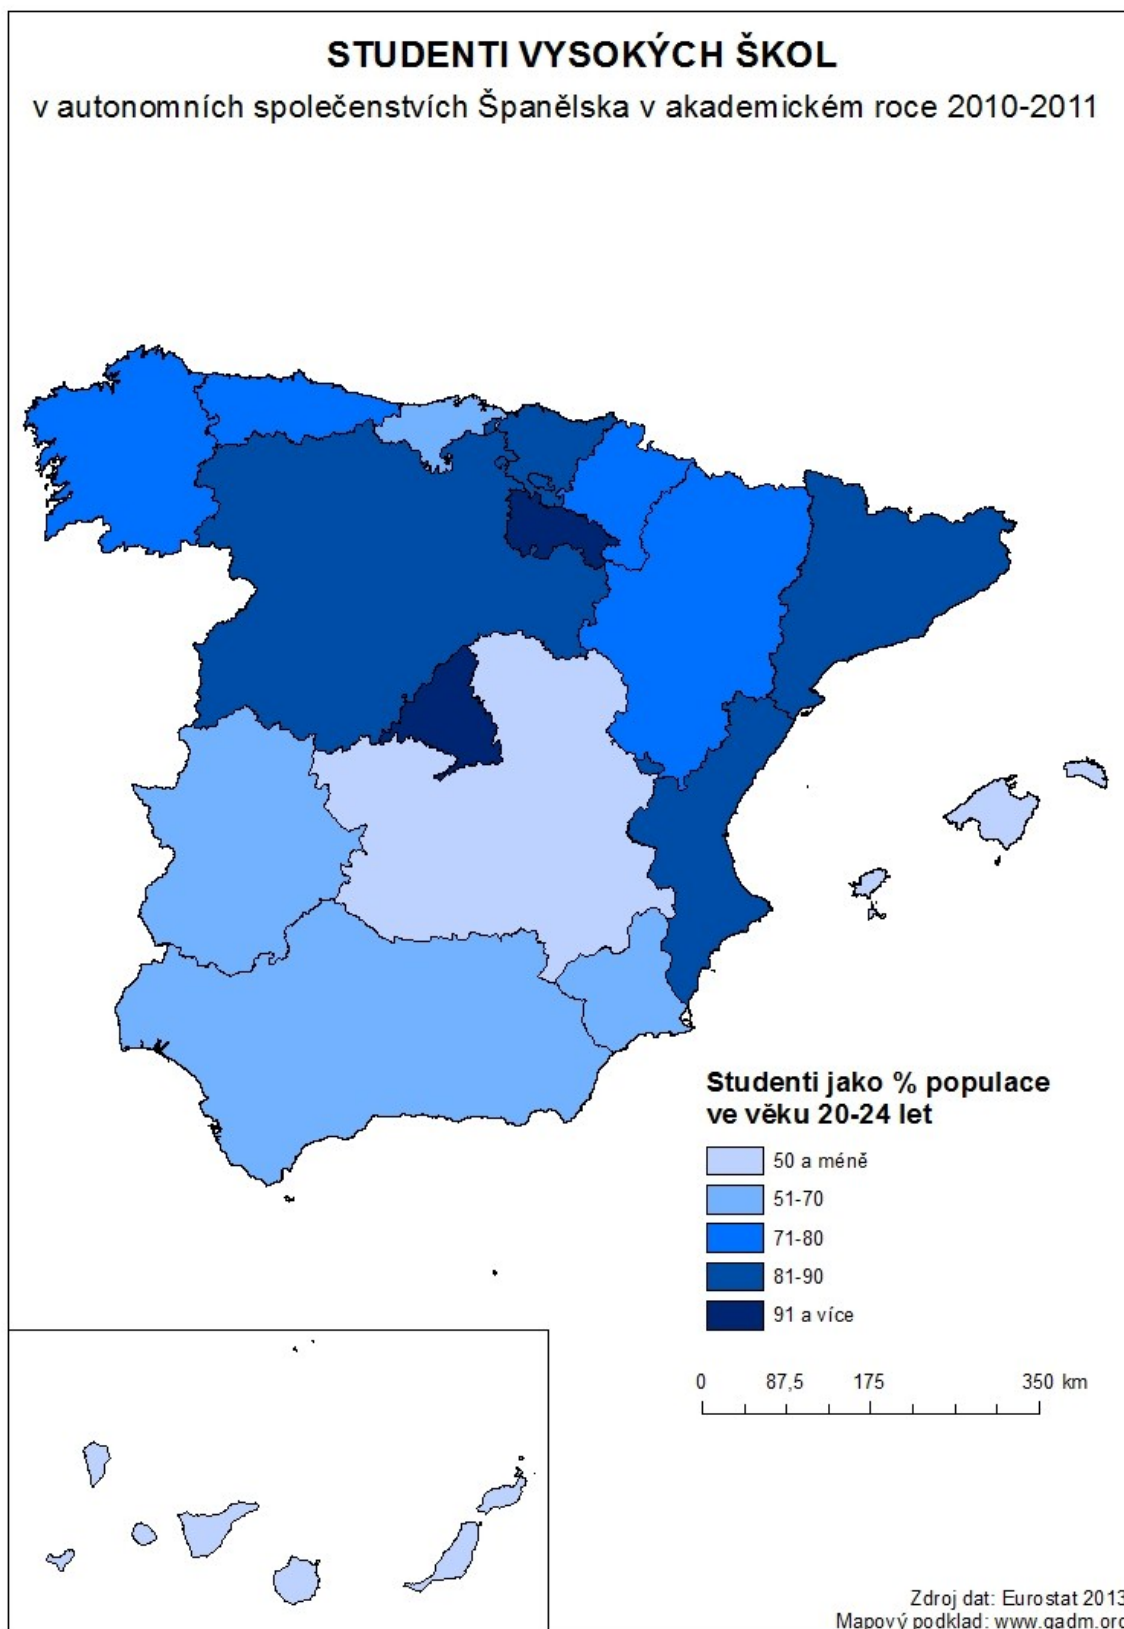 STUDENTI VYSOKÝCH ŠKOL
v autonomních společenstvích Španělska v akademickém roce 2010-2011
Studenti jako % populace
ve věku 20-24 let
50 a méně
51-70
71-80
81-90
91 a více
0 87,5 175 350 km
Zdroj dat: Eurostat 2013
Mapový podklad: www.gadm.org